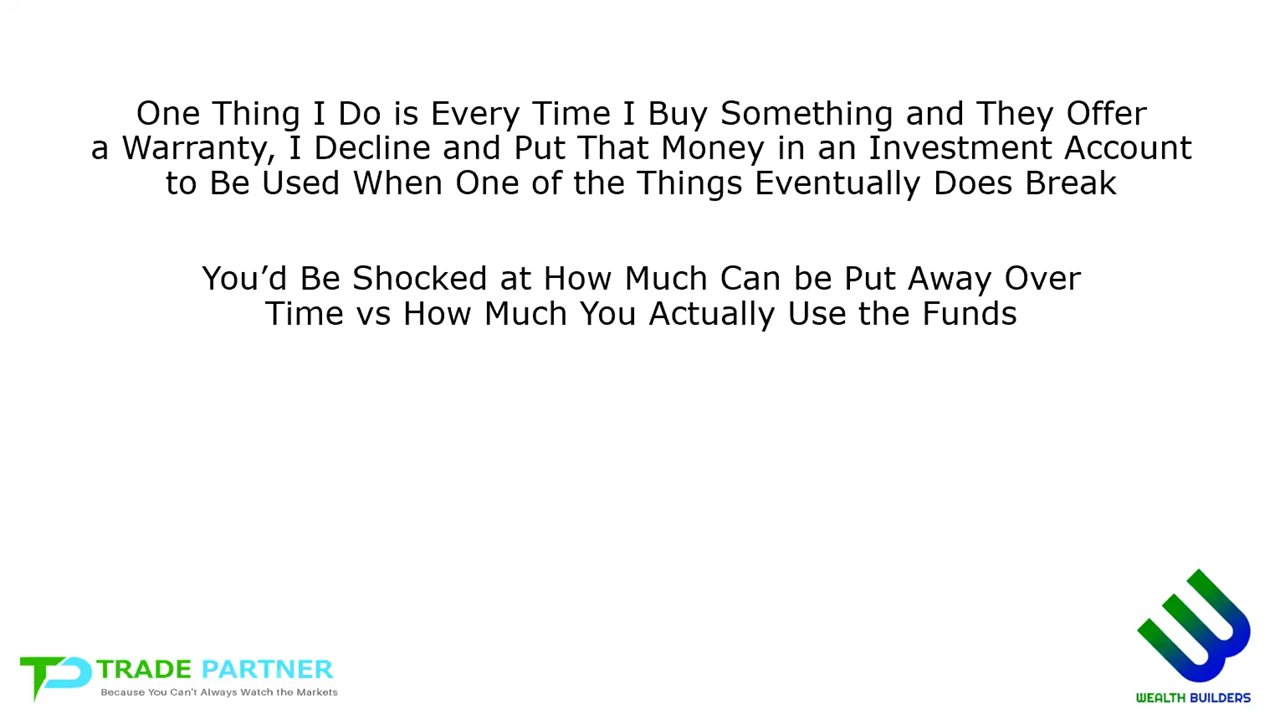 One Thing I Do is Every Time I Buy Something and They Offer
a Warranty, I Decline and Put That Money in an Investment Account
to Be Used When One of the Things Eventually Does Break
You’d Be Shocked at How Much Can be Put Away Over
Time vs How Much You Actually Use the Funds
TRADE PARTNER
Because You Can't Always Watch the Markets
WEALTH BUILDERS